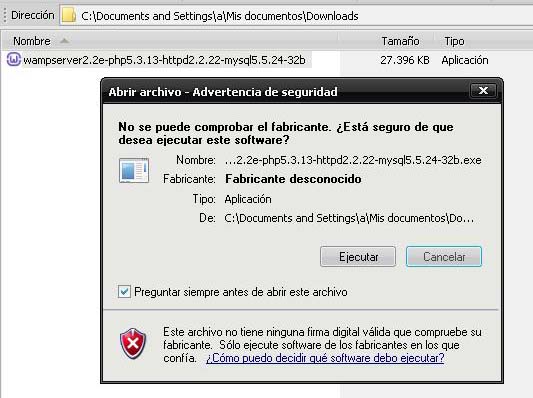 Dirección C:\Documents and Settings\a\Mis documentos\Downloads
Nombre Tamaño Tipo
wampserver2.2e-php5.3.13-httpd2.2.22-mysql5.5.24-32b 27.396 KB Aplicación
Abrir archivo - Advertencia de seguridad
No se puede comprobar el fabricante. ¿Está seguro de que
desea ejecutar este software?
Nombre: ...2.2e-php5.3.13-httpd2.2.22-mysql5.5.24-32b.exe
Fabricante: Fabricante desconocido
Tipo: Aplicación
De: C:\Documents and Settings\a\Mis documentos\Do...
Ejecutar Cancelar
Preguntar siempre antes de abrir este archivo
Este archivo no tiene ninguna firma digital válida que compruebe su
fabricante. Sólo ejecute software de los fabricantes en los que
confía. ¿Cómo puedo decidir qué software debo ejecutar?